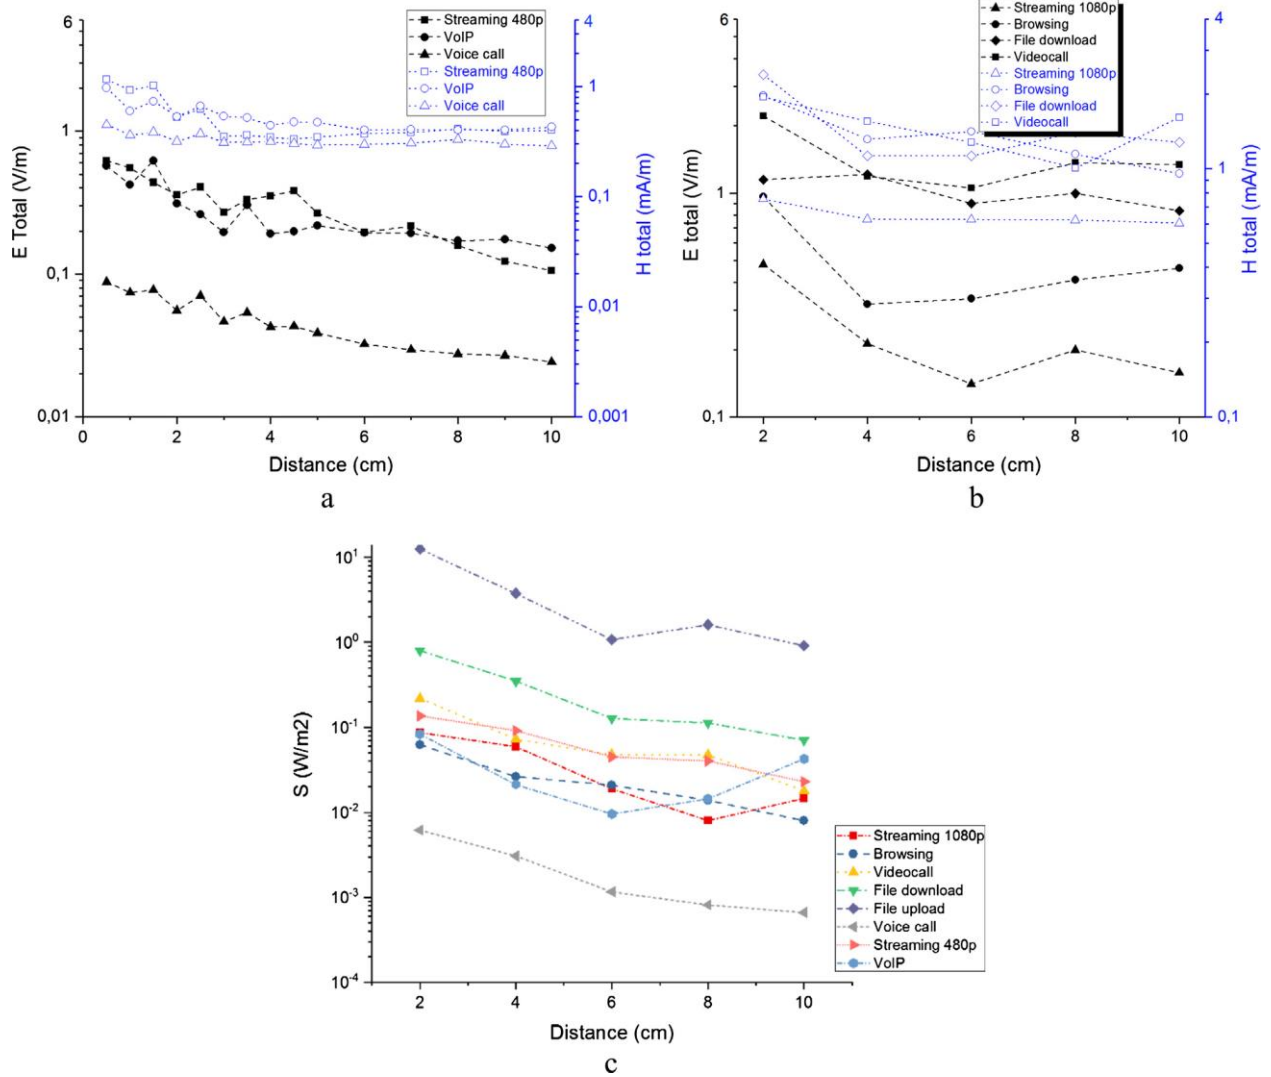 6
1
0,1
0,01
E Total (V/m)
0
2
4
6
8
10
Distance (cm)
4
1
0,1
0,01
0,001
H total (mA/m)
Streaming 480p
VoIP
Voice call
Streaming 480p
VoIP
Voice call
a
6
1
0,1
E total (V/m)
2
4
6
8
10
Distance (cm)
4
1
0,1
H total (mA/m)
Streaming 1080p
Browsing
File download
Videocall
Streaming 1080p
Browsing
File download
Videocall
b
10¹
10⁰
10⁻¹
10⁻²
10⁻³
10⁻⁴
S (W/m2)
2
4
6
8
10
Distance (cm)
Streaming 1080p
Browsing
Videocall
File download
File upload
Voice call
Streaming 480p
VoIP
c